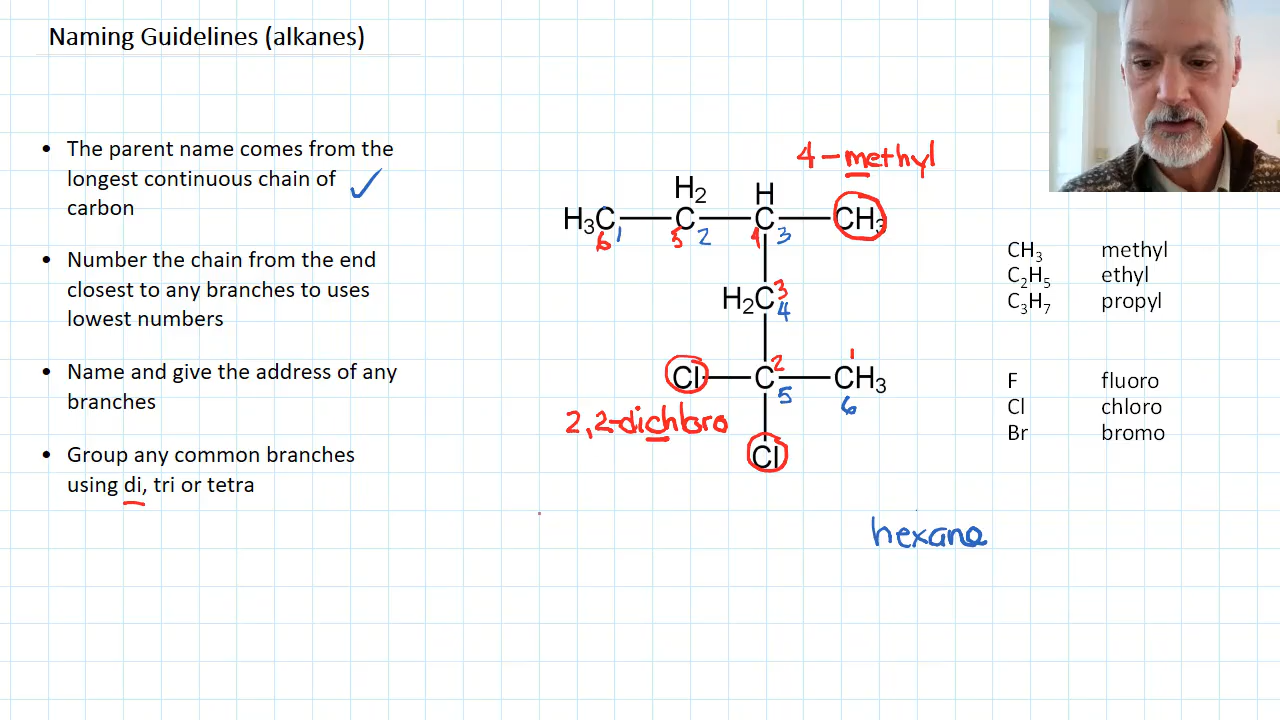 Naming Guidelines (alkanes)
• The parent name comes from the
longest continuous chain of
carbon ✓
• Number the chain from the end
closest to any branches to uses
lowest numbers
• Name and give the address of any
branches
• Group any common branches
using di, tri or tetra
4-methyl
H₂ H
H₃C C C CH₃
6 1 5 2 4 3
H₂C 3
4
1
Cl C 2 CH₃
5 6
2,2-dichloro
Cl
hexane
CH₃ methyl
C₂H₅ ethyl
C₃H₇ propyl
F fluoro
Cl chloro
Br bromo